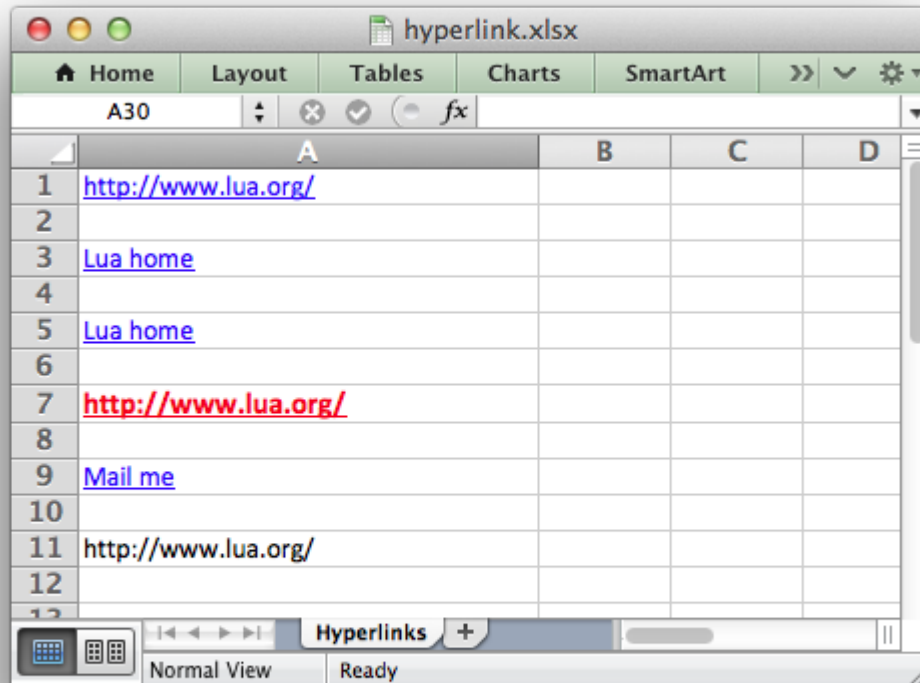 hyperlink.xlsx
Home Layout Tables Charts SmartArt
A30 fx
A B C D
1 http://www.lua.org/
2
3 Lua home
4
5 Lua home
6
7 http://www.lua.org/
8
9 Mail me
10
11 http://www.lua.org/
12
13
Hyperlinks
Normal View Ready